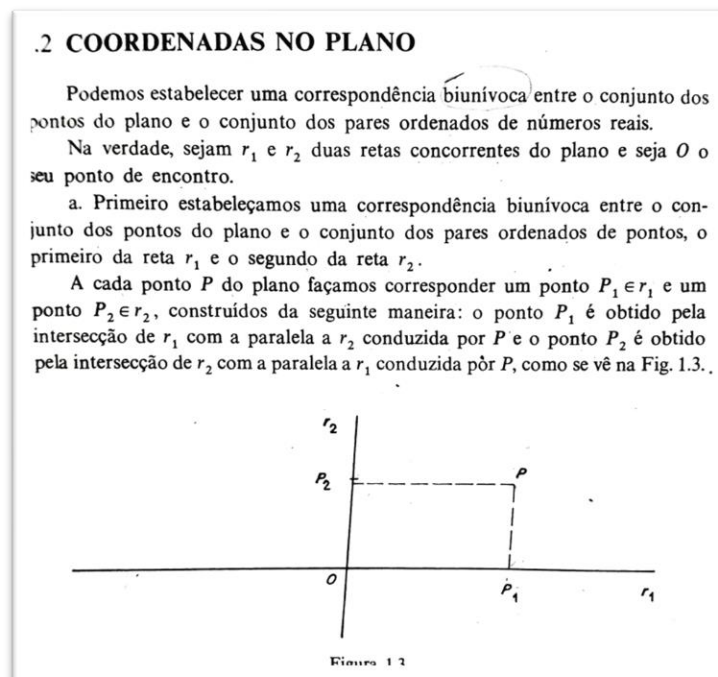 .2 COORDENADAS NO PLANO
Podemos estabelecer uma correspondência biunívoca entre o conjunto dos
pontos do plano e o conjunto dos pares ordenados de números reais.
Na verdade, sejam r₁ e r₂ duas retas concorrentes do plano e seja O o
seu ponto de encontro.
a. Primeiro estabeleçamos uma correspondência biunívoca entre o con-
junto dos pontos do plano e o conjunto dos pares ordenados de pontos, o
primeiro da reta r₁ e o segundo da reta r₂.
A cada ponto P do plano façamos corresponder um ponto P₁ ∈ r₁ e um
ponto P₂ ∈ r₂, construídos da seguinte maneira: o ponto P₁ é obtido pela
intersecção de r₁ com a paralela a r₂ conduzida por P e o ponto P₂ é obtido
pela intersecção de r₂ com a paralela a r₁ conduzida por P, como se vê na Fig. 1.3.
r₂
P₂
P
O
P₁
r₁
Figura 1.3